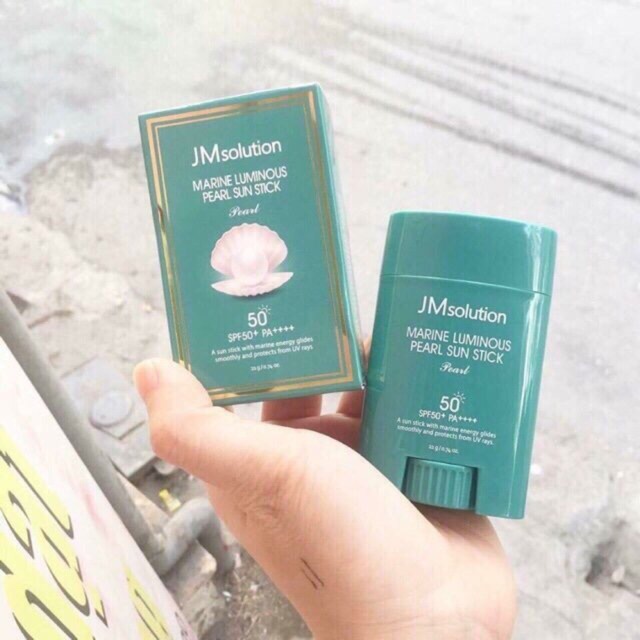 JMsolution
MARINE LUMINOUS
PEARL SUN STICK
Pearl
50
SPF50+ PA++++
A sun stick with marine energy glides
smoothly and protects from UV rays.
JMsolution
MARINE LUMINOUS
PEARL SUN STICK
Pearl
50
SPF50+ PA++++
A sun stick with marine energy glides
smoothly and protects from UV rays.